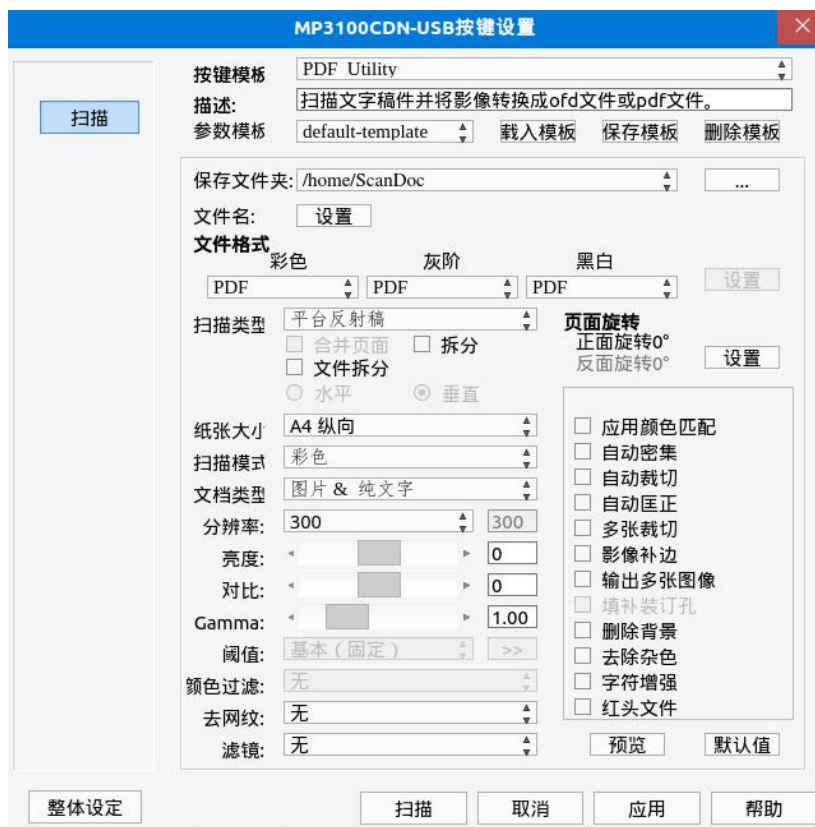 MP3100CDN-USB按键设置
扫描
按键模板 PDF Utility
描述: 扫描文字稿件并将影像转换成ofd文件或pdf文件。
参数模板 default-template 载入模板 保存模板 删除模板
保存文件夹: /home/ScanDoc ...
文件名: 设置
文件格式
彩色 灰阶 黑白
PDF PDF PDF 设置
扫描类型 平台反射稿
合并页面 拆分
文件拆分
水平 垂直
页面旋转
正面旋转0°
反面旋转0°
设置
纸张大小 A4 纵向
扫描模式 彩色
文档类型 图片 & 纯文字
分辨率: 300 300
亮度: 0
对比: 0
Gamma: 1.00
阈值: 基本（固定） >>
颜色过滤: 无
去网纹: 无
滤镜: 无
应用颜色匹配
自动密集
自动裁切
自动匡正
多张裁切
影像补边
输出多张图像
填补装订孔
删除背景
去除杂色
字符增强
红头文件
预览 默认值
整体设定 扫描 取消 应用 帮助